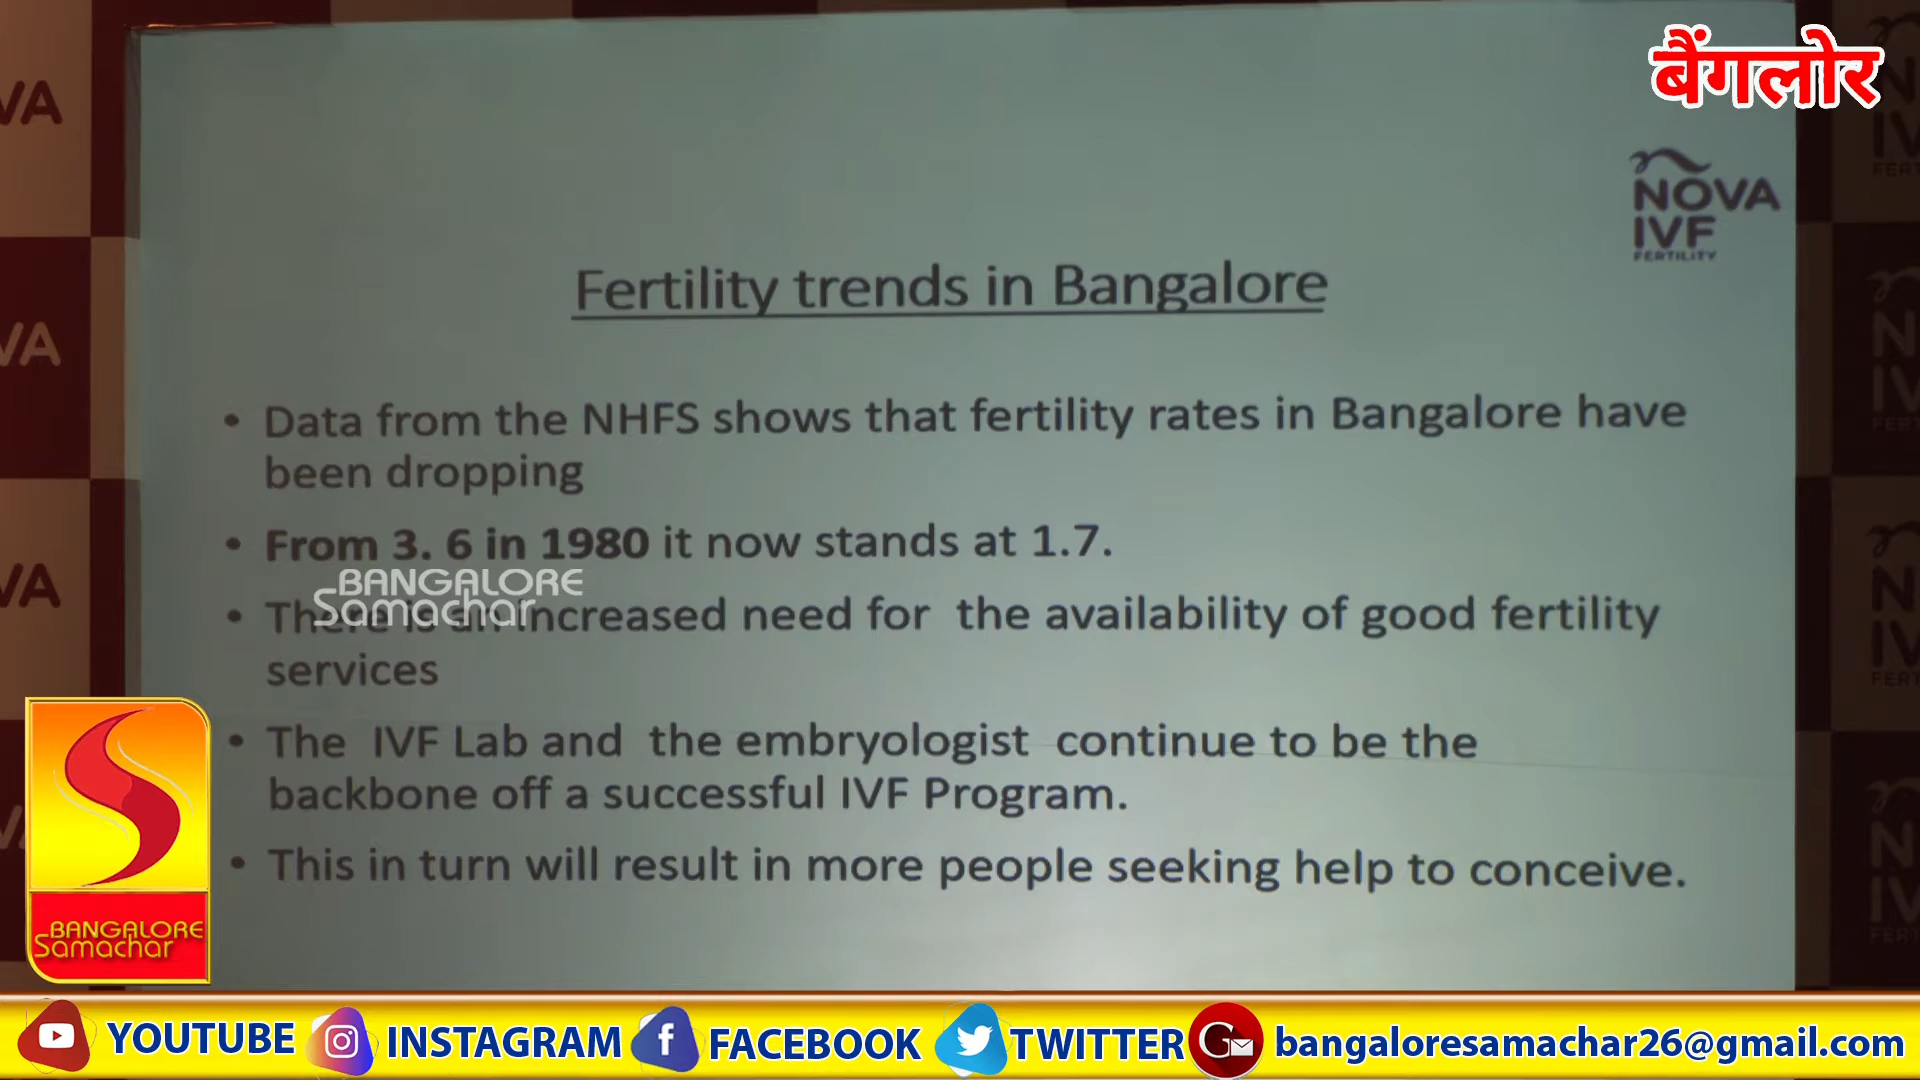 बैंगलोर
NOVA
IVF
FERTILITY
Fertility trends in Bangalore
• Data from the NHFS shows that fertility rates in Bangalore have
been dropping
• From 3. 6 in 1980 it now stands at 1.7.
BANGALORE
Samachar
• There is an increased need for the availability of good fertility
services
• The IVF Lab and the embryologist continue to be the
backbone off a successful IVF Program.
• This in turn will result in more people seeking help to conceive.
BANGALORE
Samachar
YOUTUBE INSTAGRAM FACEBOOK TWITTER bangaloresamachar26@gmail.com